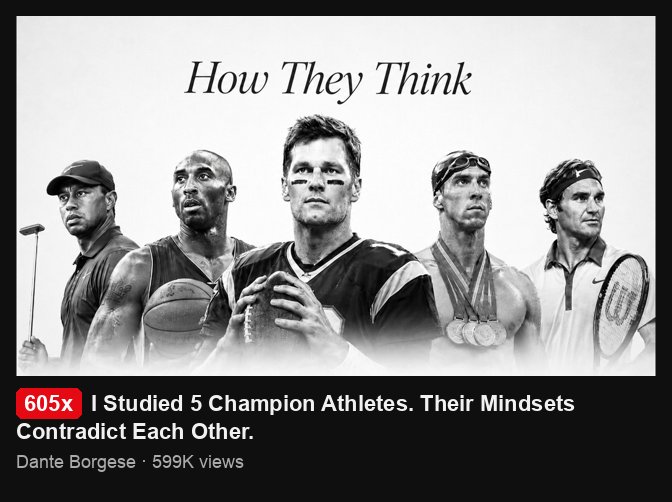 How They Think
605x I Studied 5 Champion Athletes. Their Mindsets
Contradict Each Other.
Dante Borgese · 599K views